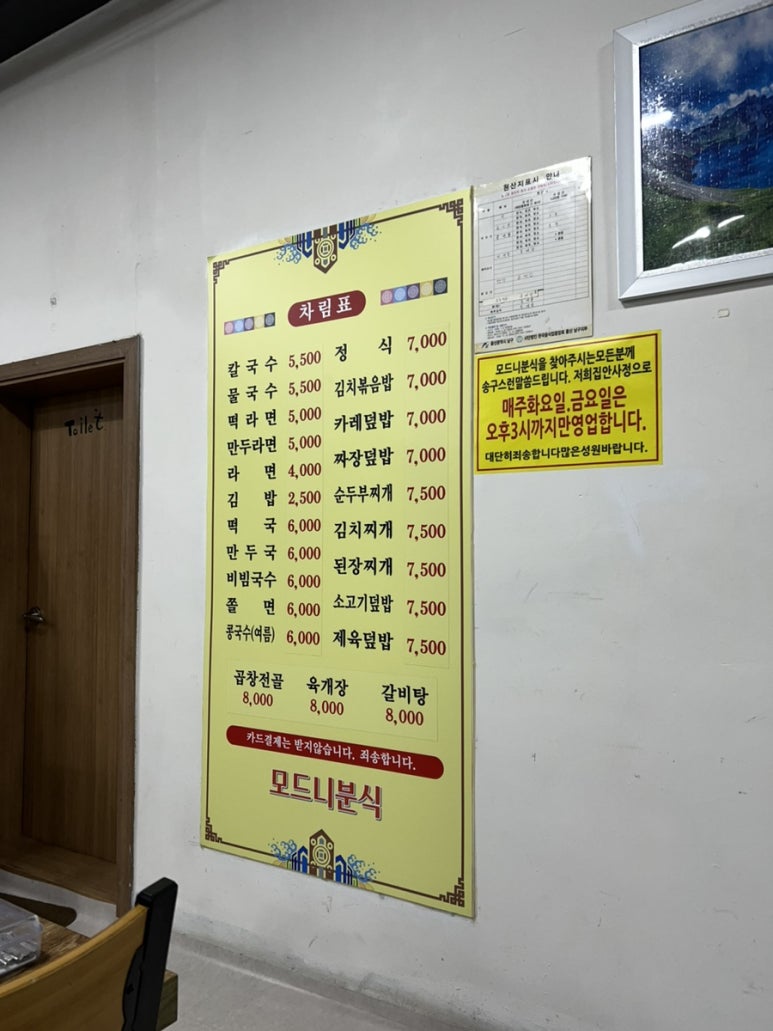 Toilet
차림표
칼국수 5,500
물국수 5,500
떡라면 5,000
만두라면 5,000
라면 4,000
김밥 2,500
떡국 6,000
만두국 6,000
비빔국수 6,000
쫄면 6,000
콩국수(여름) 6,000
정식 7,000
김치볶음밥 7,000
카레덮밥 7,000
짜장덮밥 7,000
순두부찌개 7,500
김치찌개 7,500
된장찌개 7,500
소고기덮밥 7,500
제육덮밥 7,500
곱창전골 육개장 갈비탕
8,000 8,000 8,000
카드결제는 받지않습니다. 죄송합니다.
모드니분식
원산지표시 안내
모드니분식을 찾아주시는모든분께
송구스런말씀드립니다. 저희집안사정으로
매주화요일.금요일은
오후3시까지만영업합니다.
대단히죄송합니다많은성원바랍니다.